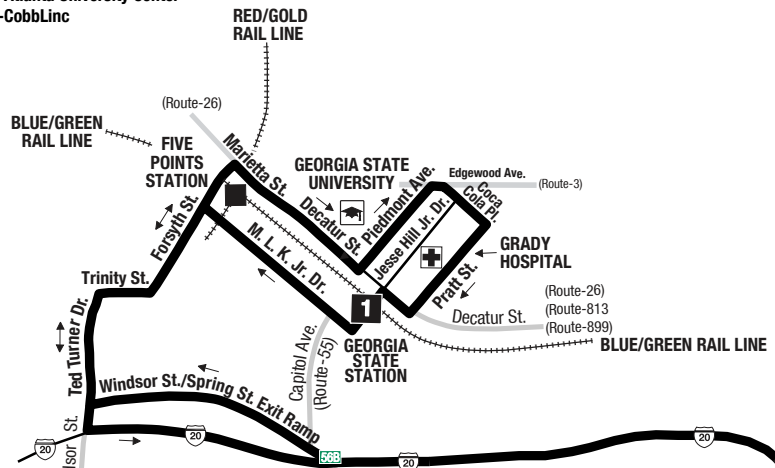 -CobbLinc
RED/GOLD
RAIL LINE
(Route-26)
BLUE/GREEN
RAIL LINE
FIVE
POINTS
STATION
Marietta St.
GEORGIA STATE
UNIVERSITY
Decatur St.
Piedmont Ave.
Edgewood Ave.
(Route-3)
Coca
Cola Pl.
Jesse Hill Jr. Dr.
GRADY
HOSPITAL
Pratt St.
Forsyth St.
M. L. K. Jr. Dr.
Trinity St.
1
(Route-26)
(Route-813
(Route-899)
Decatur St.
BLUE/GREEN RAIL LINE
GEORGIA
STATE
STATION
Capitol Ave.
(Route-55)
Ted Turner Dr.
Windsor St./Spring St. Exit Ramp
56B
20
20
20
20